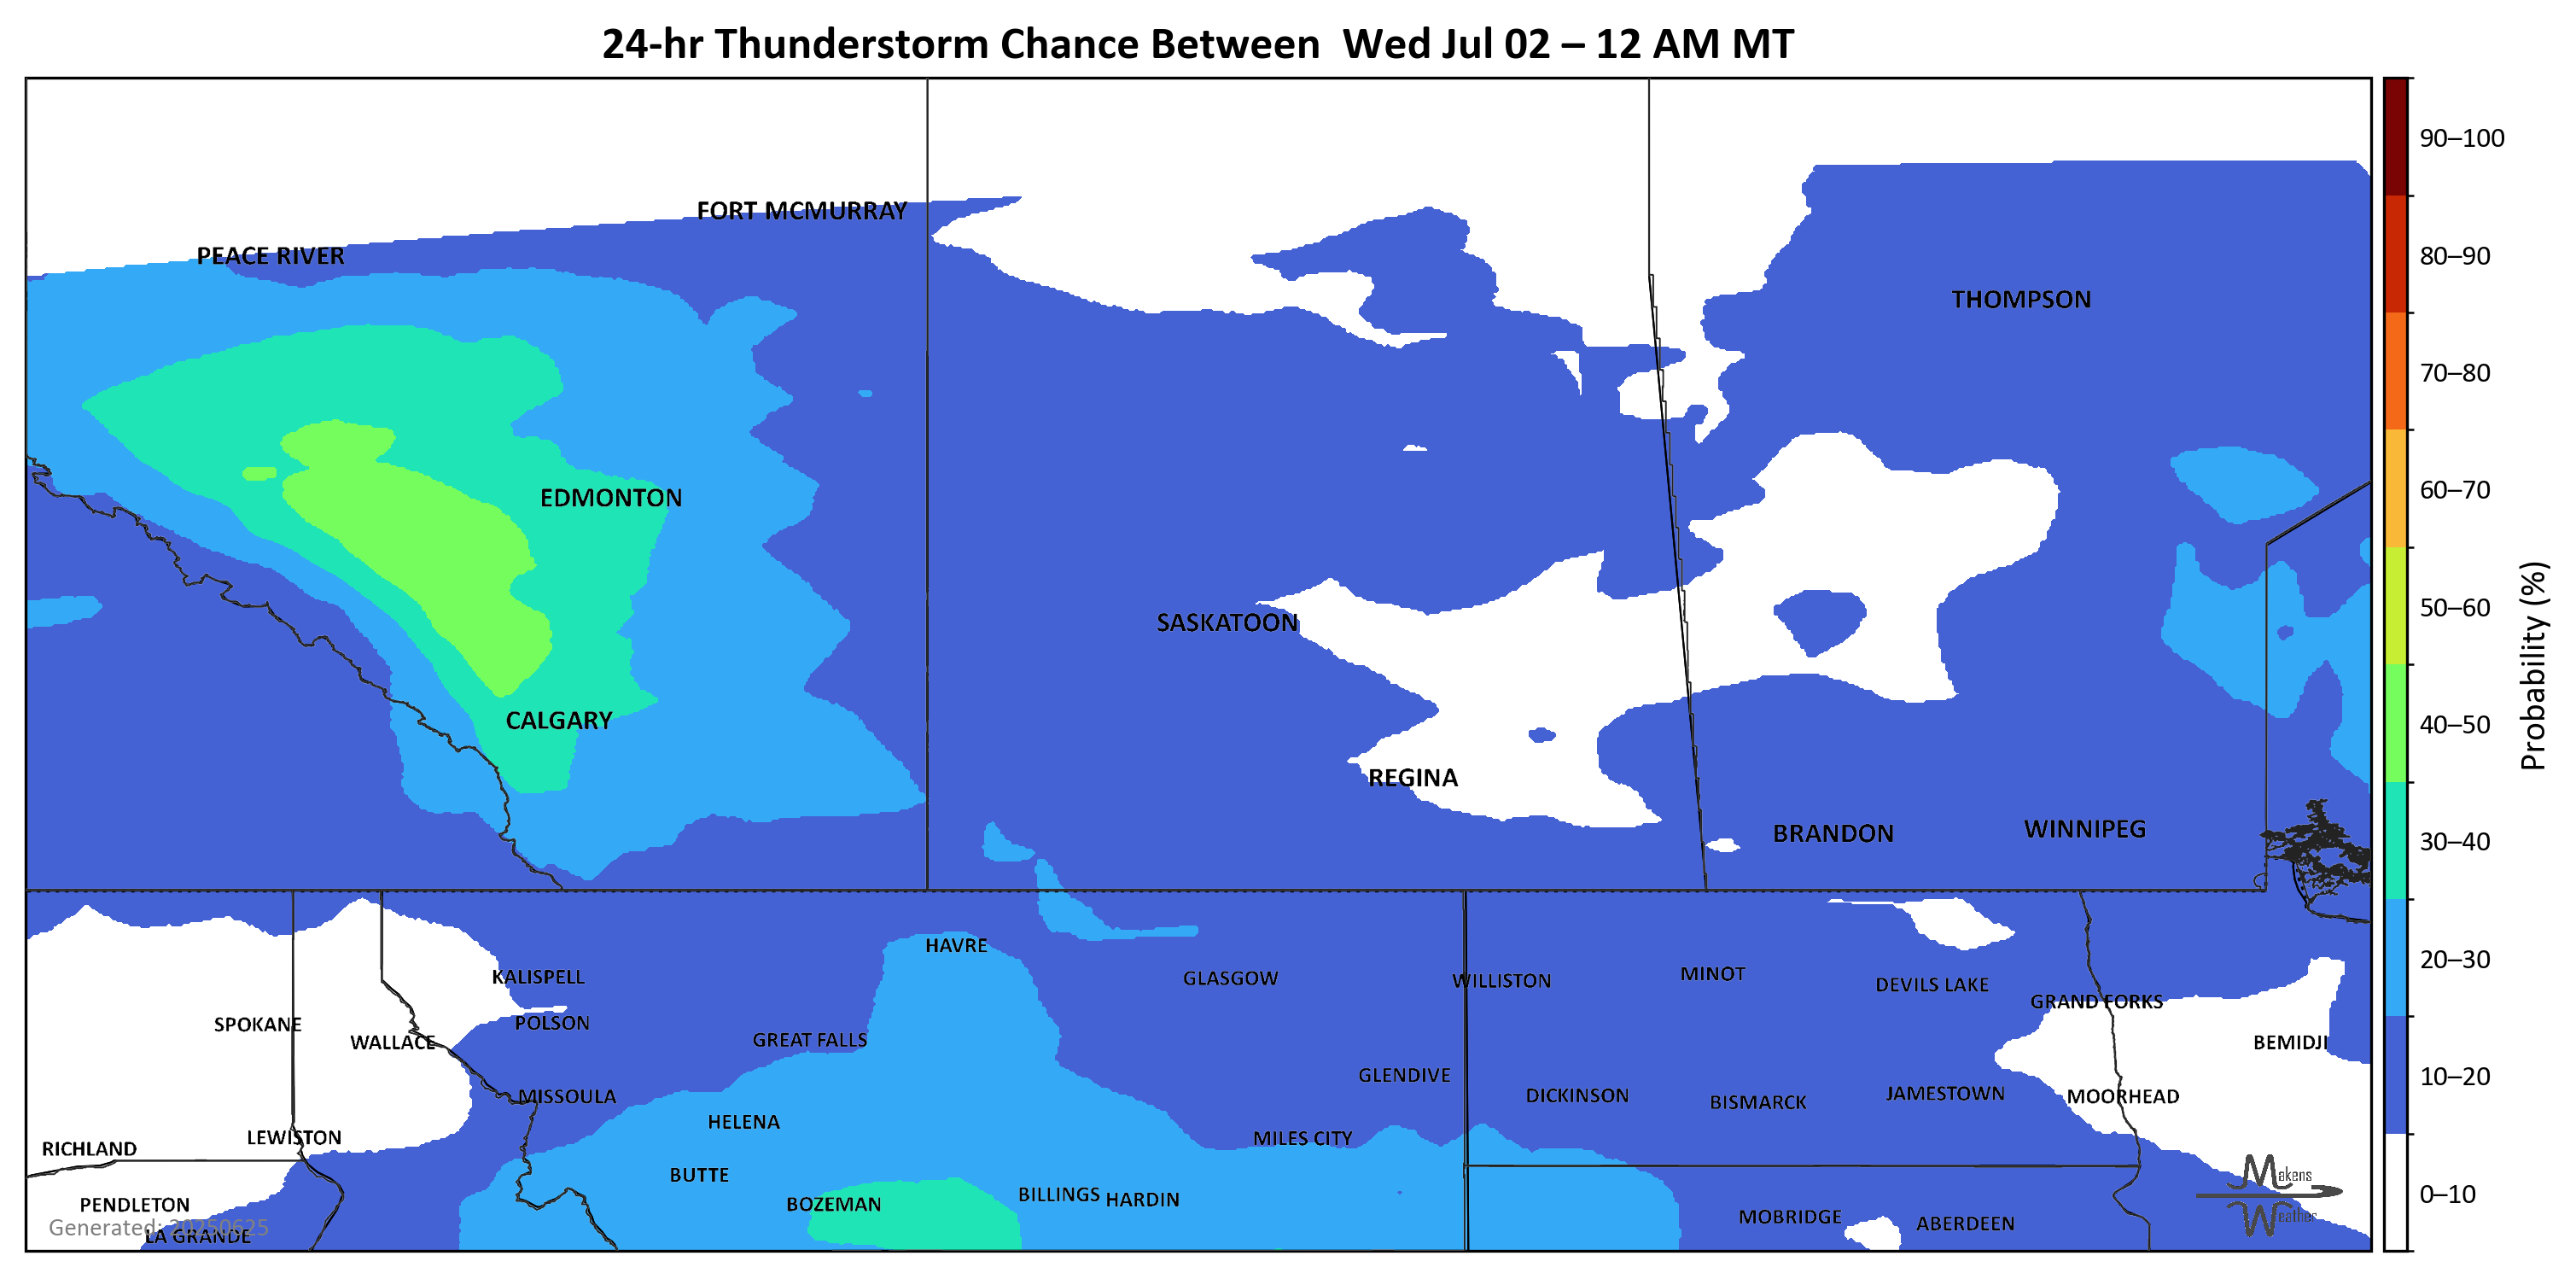 24-hr Thunderstorm Chance Between  Wed Jul 02 – 12 AM MT
90–100
FORT MCMURRAY
PEACE RIVER
80–90
THOMPSON
70–80
60–70
EDMONTON
50–60
SASKATOON
Probability (%)
CALGARY
40–50
REGINA
BRANDON
WINNIPEG
30–40
HAVRE
20–30
KALISPELL
GLASGOW
WILLISTON
MINOT
DEVILS LAKE
GRAND FORKS
SPOKANE
POLSON
WALLACE
GREAT FALLS
BEMIDJI
GLENDIVE
10–20
MISSOULA
DICKINSON
BISMARCK
JAMESTOWN
MOORHEAD
HELENA
LEWISTON
MILES CITY
RICHLAND
BUTTE
Makens
Weather
0–10
PENDLETON
BOZEMAN
BILLINGS
HARDIN
MOBRIDGE
ABERDEEN
Generated: 20250625
LA GRANDE